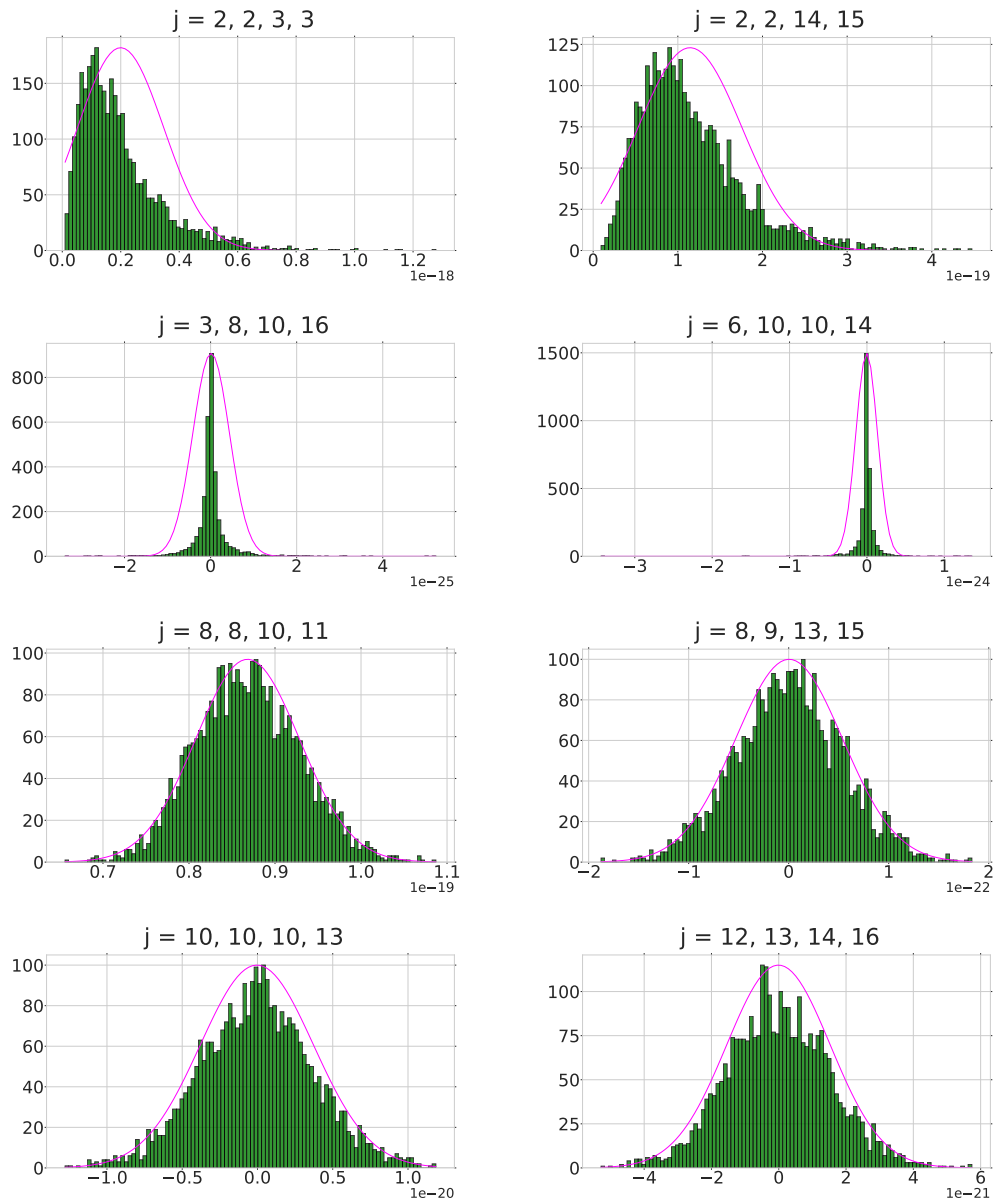 j = 2, 2, 3, 3
j = 2, 2, 14, 15
150
100
50
0
0.0 0.2 0.4 0.6 0.8 1.0 1.2
1e−18
125
100
75
50
25
0
0 1 2 3 4
1e−19
j = 3, 8, 10, 16
j = 6, 10, 10, 14
800
600
400
200
0
−2 0 2 4
1e−25
1500
1000
500
0
−3 −2 −1 0 1
1e−24
j = 8, 8, 10, 11
j = 8, 9, 13, 15
100
80
60
40
20
0
0.7 0.8 0.9 1.0 1.1
1e−19
100
80
60
40
20
0
−2 −1 0 1 2
1e−22
j = 10, 10, 10, 13
j = 12, 13, 14, 16
100
80
60
40
20
0
−1.0 −0.5 0.0 0.5 1.0
1e−20
100
75
50
25
0
−4 −2 0 2 4 6
1e−21